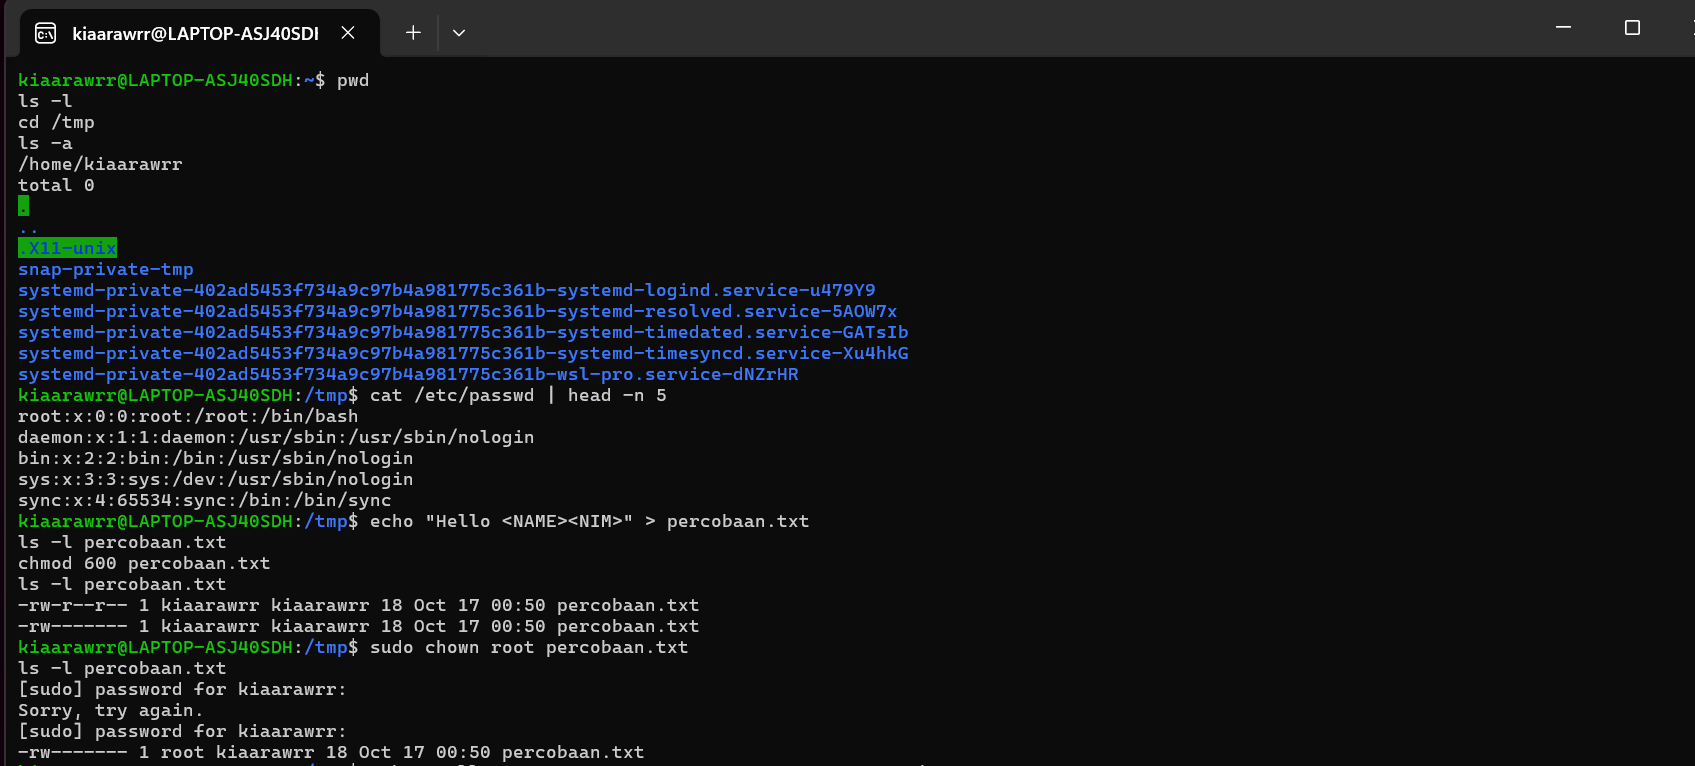 kiaarawrr@LAPTOP-ASJ40SDI
kiaarawrr@LAPTOP-ASJ40SDH:~$ pwd
ls -l
cd /tmp
ls -a
/home/kiaarawrr
total 0
.
..
.X11-unix
snap-private-tmp
systemd-private-402ad5453f734a9c97b4a981775c361b-systemd-logind.service-u479Y9
systemd-private-402ad5453f734a9c97b4a981775c361b-systemd-resolved.service-5AOW7x
systemd-private-402ad5453f734a9c97b4a981775c361b-systemd-timedated.service-GATsIb
systemd-private-402ad5453f734a9c97b4a981775c361b-systemd-timesyncd.service-Xu4hkG
systemd-private-402ad5453f734a9c97b4a981775c361b-wsl-pro.service-dNZrHR
kiaarawrr@LAPTOP-ASJ40SDH:/tmp$ cat /etc/passwd | head -n 5
root:x:0:0:root:/root:/bin/bash
daemon:x:1:1:daemon:/usr/sbin:/usr/sbin/nologin
bin:x:2:2:bin:/bin:/usr/sbin/nologin
sys:x:3:3:sys:/dev:/usr/sbin/nologin
sync:x:4:65534:sync:/bin:/bin/sync
kiaarawrr@LAPTOP-ASJ40SDH:/tmp$ echo "Hello <NAME><NIM>" > percobaan.txt
ls -l percobaan.txt
chmod 600 percobaan.txt
ls -l percobaan.txt
-rw-r--r-- 1 kiaarawrr kiaarawrr 18 Oct 17 00:50 percobaan.txt
-rw------- 1 kiaarawrr kiaarawrr 18 Oct 17 00:50 percobaan.txt
kiaarawrr@LAPTOP-ASJ40SDH:/tmp$ sudo chown root percobaan.txt
ls -l percobaan.txt
[sudo] password for kiaarawrr:
Sorry, try again.
[sudo] password for kiaarawrr:
-rw------- 1 root kiaarawrr 18 Oct 17 00:50 percobaan.txt